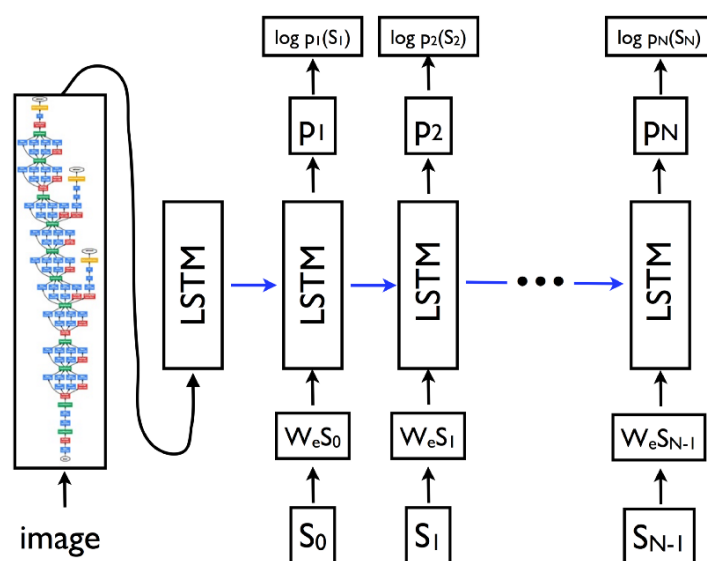 log p₁(S₁) log p₂(S₂) log pN(SN)
p₁ p₂ pN
LSTM LSTM LSTM LSTM
WeS₀ WeS₁ WeSN-1
image S₀ S₁ SN-1